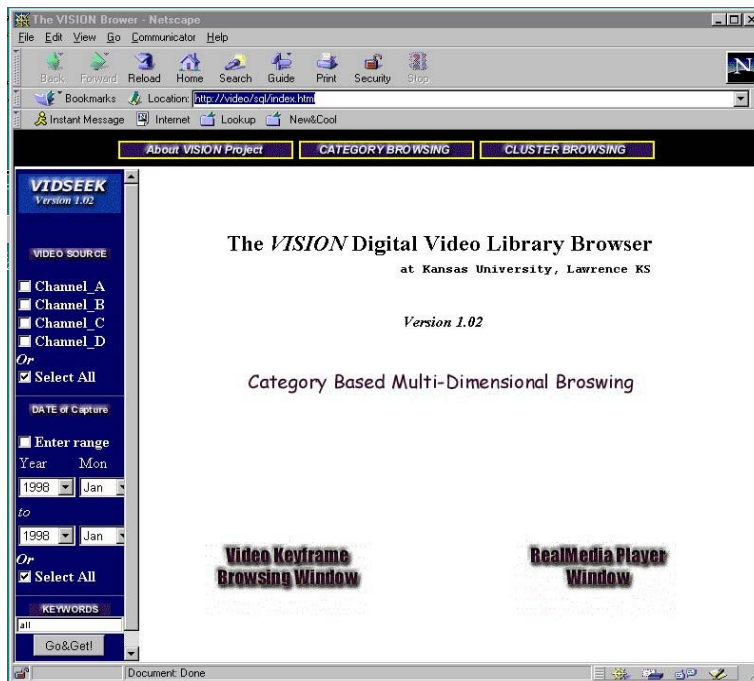 The VISION Brower - Netscape
File Edit View Go Communicator Help
Back Forward Reload Home Search Guide Print Security Stop
N
Bookmarks Location: http://video/sql/index.htm
Instant Message Internet Lookup New&Cool
About VISION Project CATEGORY BROWSING CLUSTER BROWSING
VIDSEEK
Version 1.02
VIDEO SOURCE
Channel_A
Channel_B
Channel_C
Channel_D
Or
Select All
DATE of Capture
Enter range
Year Mon
1998 Jan
to
1998 Jan
Or
Select All
KEYWORDS
all
Go&Get!
The VISION Digital Video Library Browser
at Kansas University, Lawrence KS
Version 1.02
Category Based Multi-Dimensional Broswing
Video Keyframe
Browsing Window
RealMedia Player
Window
Document: Done